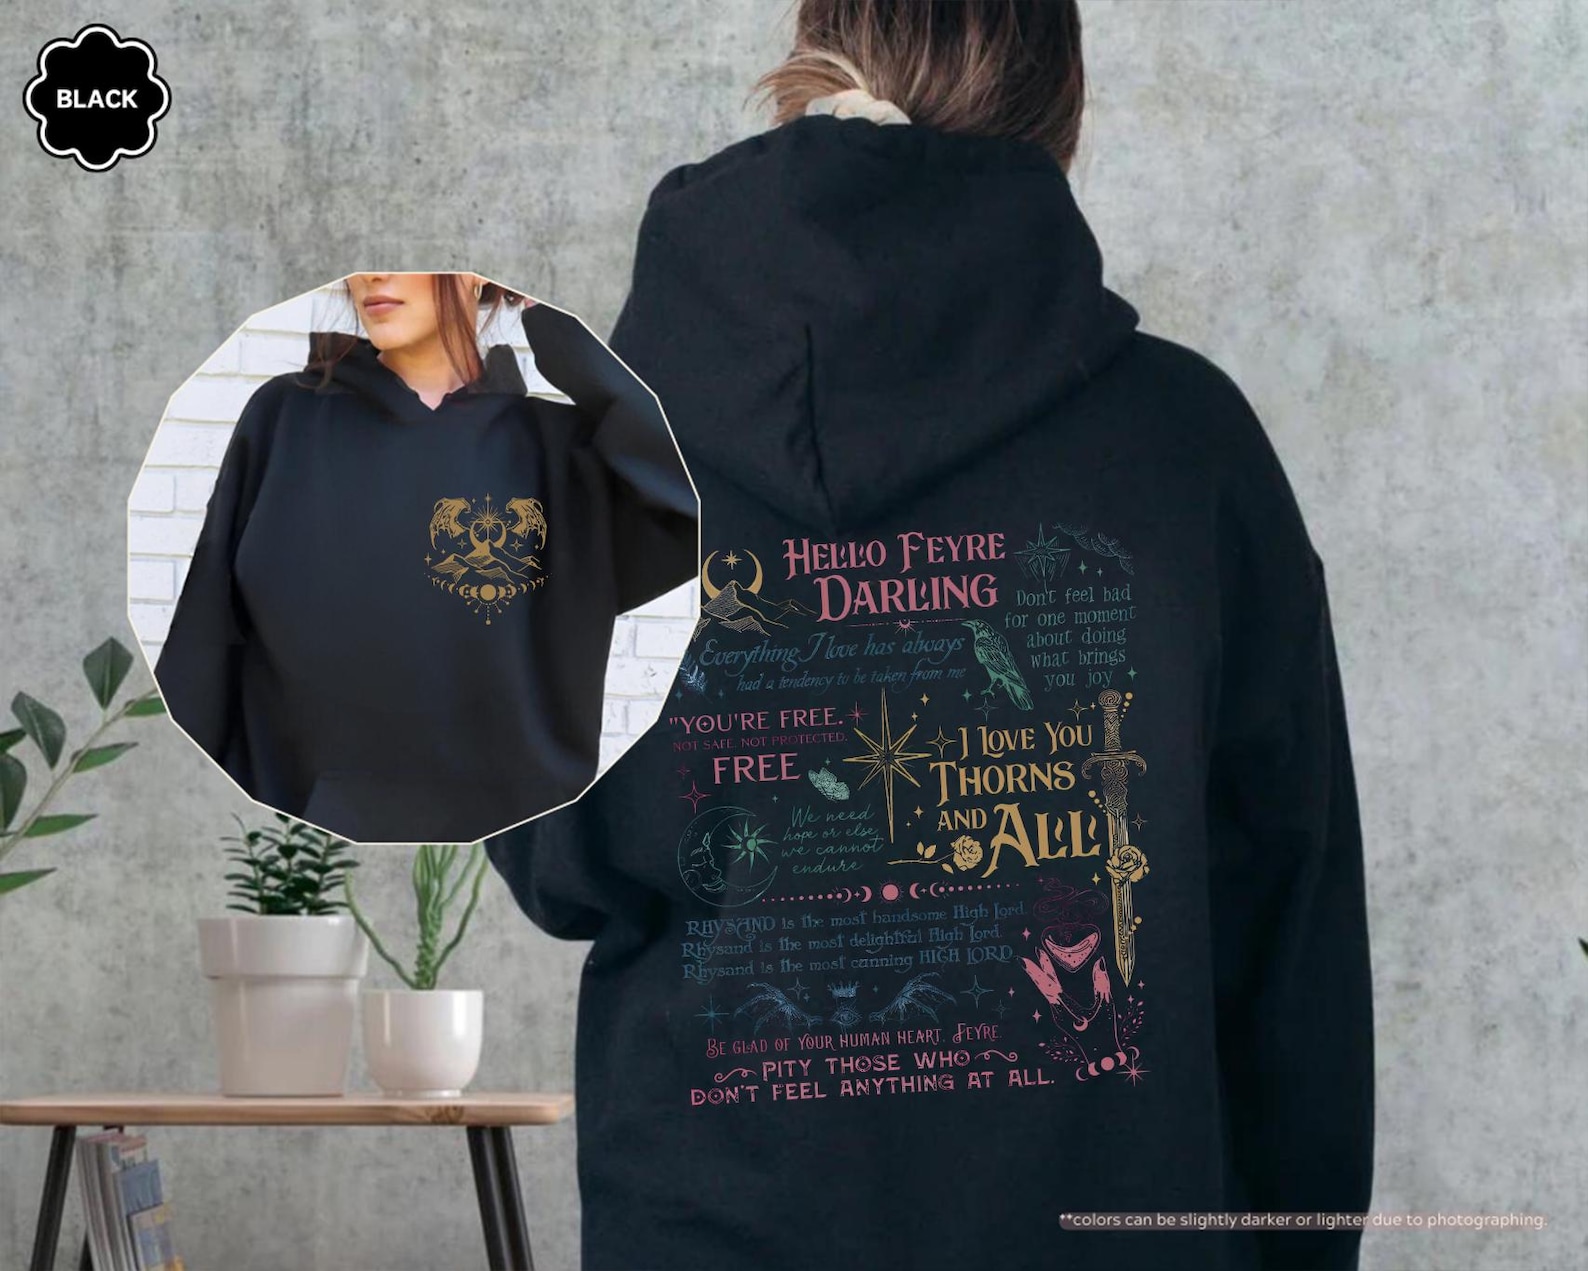 BLACK
HELLO FEYRE
DARLING
Don't feel bad
for one moment
about doing
what brings
you joy
Everything I love has always
had a tendency to be taken from me
"YOU'RE FREE.
NOT SAFE. NOT PROTECTED.
FREE
I LOVE YOU
THORNS
AND ALL
We need
hope or else
we cannot
endure
RHYSAND is the most handsome High Lord.
Rhysand is the most delightful High Lord.
Rhysand is the most cunning HIGH LORD.
BE GLAD OF YOUR HUMAN HEART, FEYRE.
PITY THOSE WHO
DON'T FEEL ANYTHING AT ALL.
**colors can be slightly darker or lighter due to photographing.